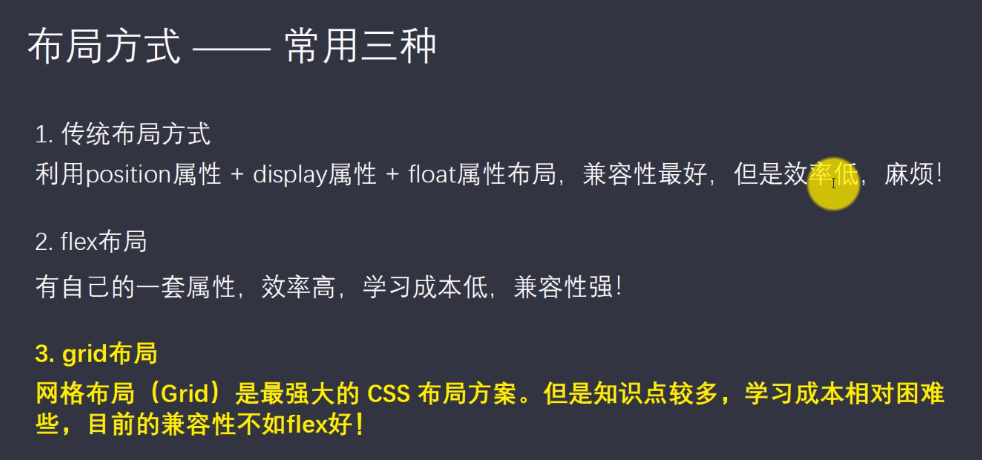 布局方式 —— 常用三种
1. 传统布局方式
利用position属性 + display属性 + float属性布局，兼容性最好，但是效率低，麻烦！
2. flex布局
有自己的一套属性，效率高，学习成本低，兼容性强！
3. grid布局
网格布局（Grid）是最强大的 CSS 布局方案。但是知识点较多，学习成本相对困难
些，目前的兼容性不如flex好！